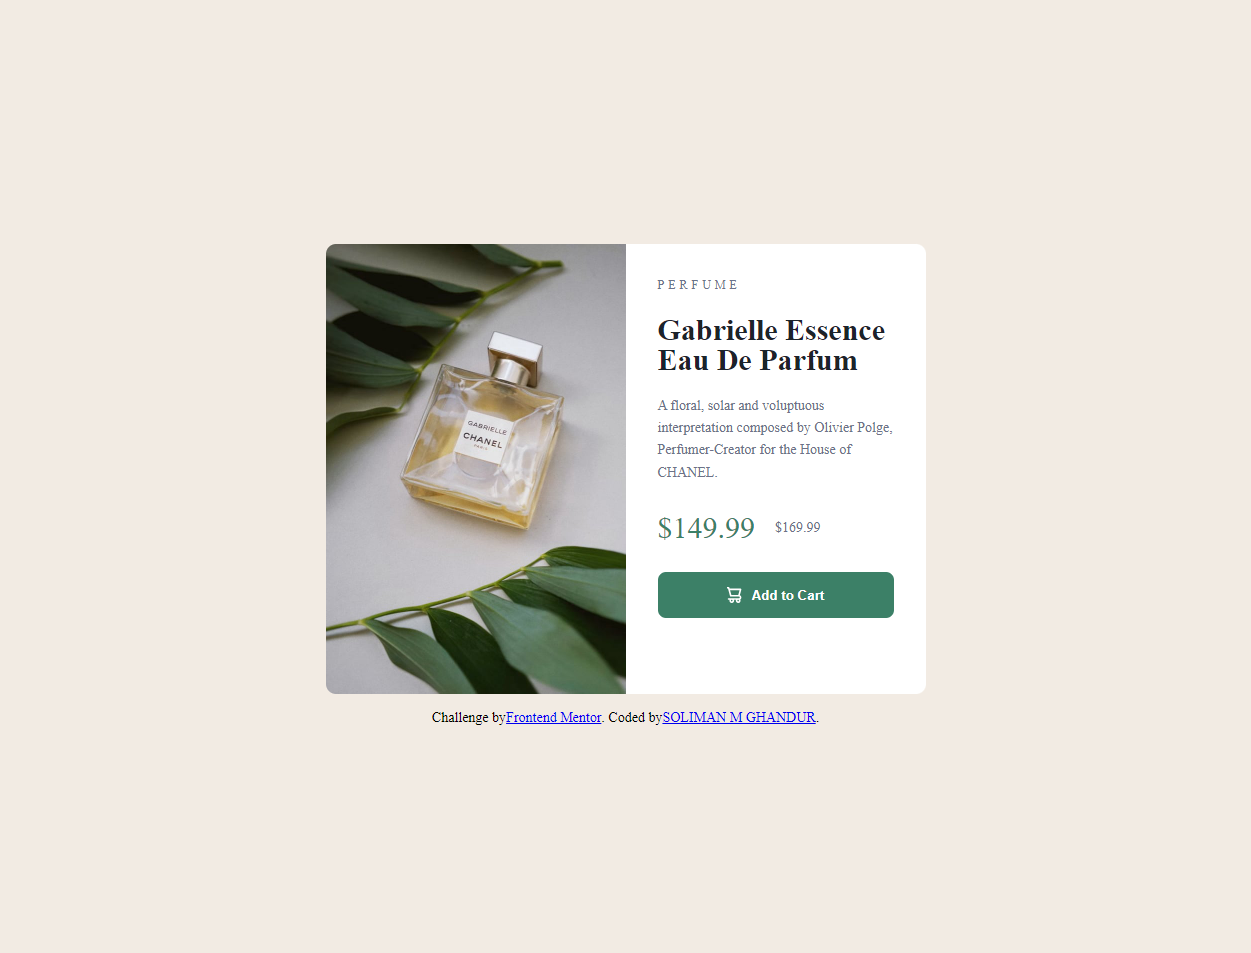 PERFUME
Gabrielle Essence
Eau De Parfum
A floral, solar and voluptuous
interpretation composed by Olivier Polge,
Perfumer-Creator for the House of
CHANEL.
$149.99 $169.99
Add to Cart
GABRIELLE
CHANEL
PARIS
Challenge byFrontend Mentor. Coded bySOLIMAN M GHANDUR.